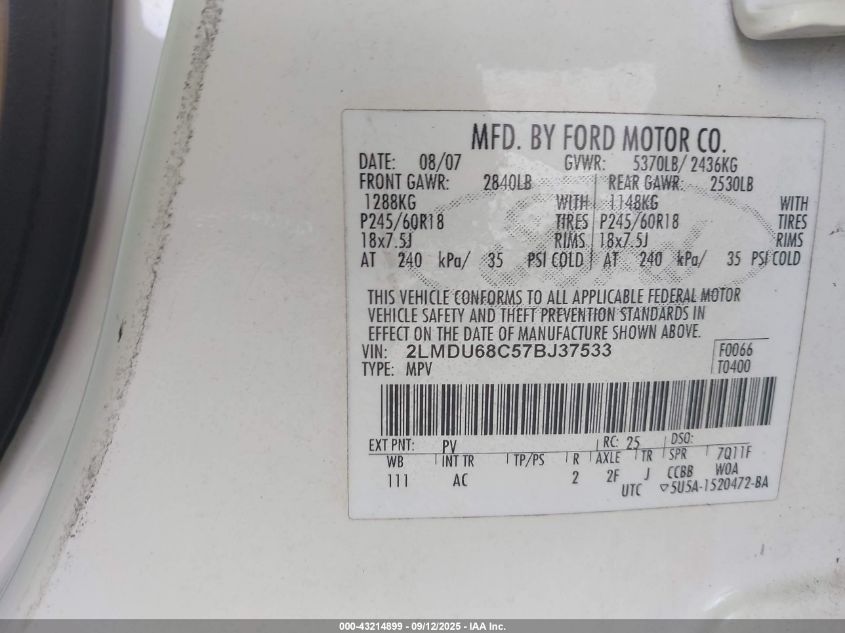 MFD. BY FORD MOTOR CO.
DATE: 08/07 GVWR: 5370LB/ 2436KG
FRONT GAWR: 2840LB REAR GAWR: 2530LB
1288KG WITH 1148KG WITH
P245/60R18 TIRES P245/60R18 TIRES
18x7.5J RIMS 18x7.5J RIMS
AT 240 kPa/ 35 PSI COLD AT 240 kPa/ 35 PSI COLD
THIS VEHICLE CONFORMS TO ALL APPLICABLE FEDERAL MOTOR
VEHICLE SAFETY AND THEFT PREVENTION STANDARDS IN
EFFECT ON THE DATE OF MANUFACTURE SHOWN ABOVE.
VIN: 2LMDU68C57BJ37533 F0066
TYPE: MPV T0400
EXT PNT: PV RC: 25 DSO:
WB INT TR TP/PS R AXLE TR SPR 7Q11F
111 AC 2 2F J CCBB WOA
UTC ▽5U5A-1520472-BA
000-43214899 - 09/12/2025 - IAA Inc.